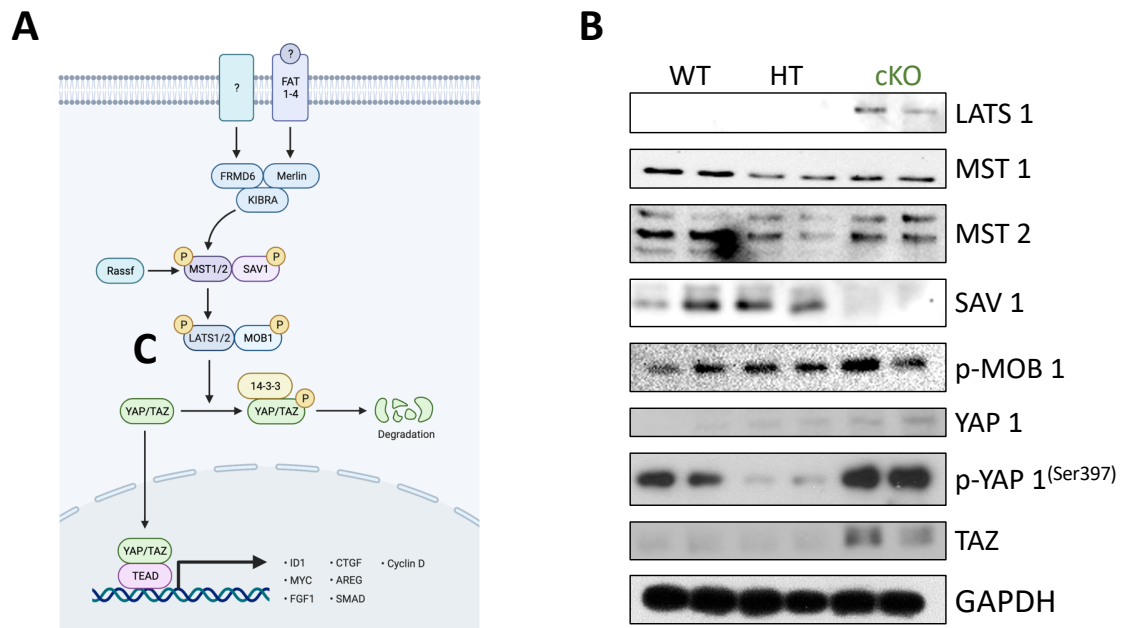 A
B
?
?
FAT
1-4
FRMD6
Merlin
KIBRA
Rassf
P
MST1/2
SAV1
P
P
LATS1/2
MOB1
P
C
14-3-3
YAP/TAZ
YAP/TAZ
P
Degradation
YAP/TAZ
TEAD
• ID1
• CTGF
• Cyclin D
• MYC
• AREG
• FGF1
• SMAD
WT
HT
cKO
LATS 1
MST 1
MST 2
SAV 1
p-MOB 1
YAP 1
p-YAP 1(Ser397)
TAZ
GAPDH